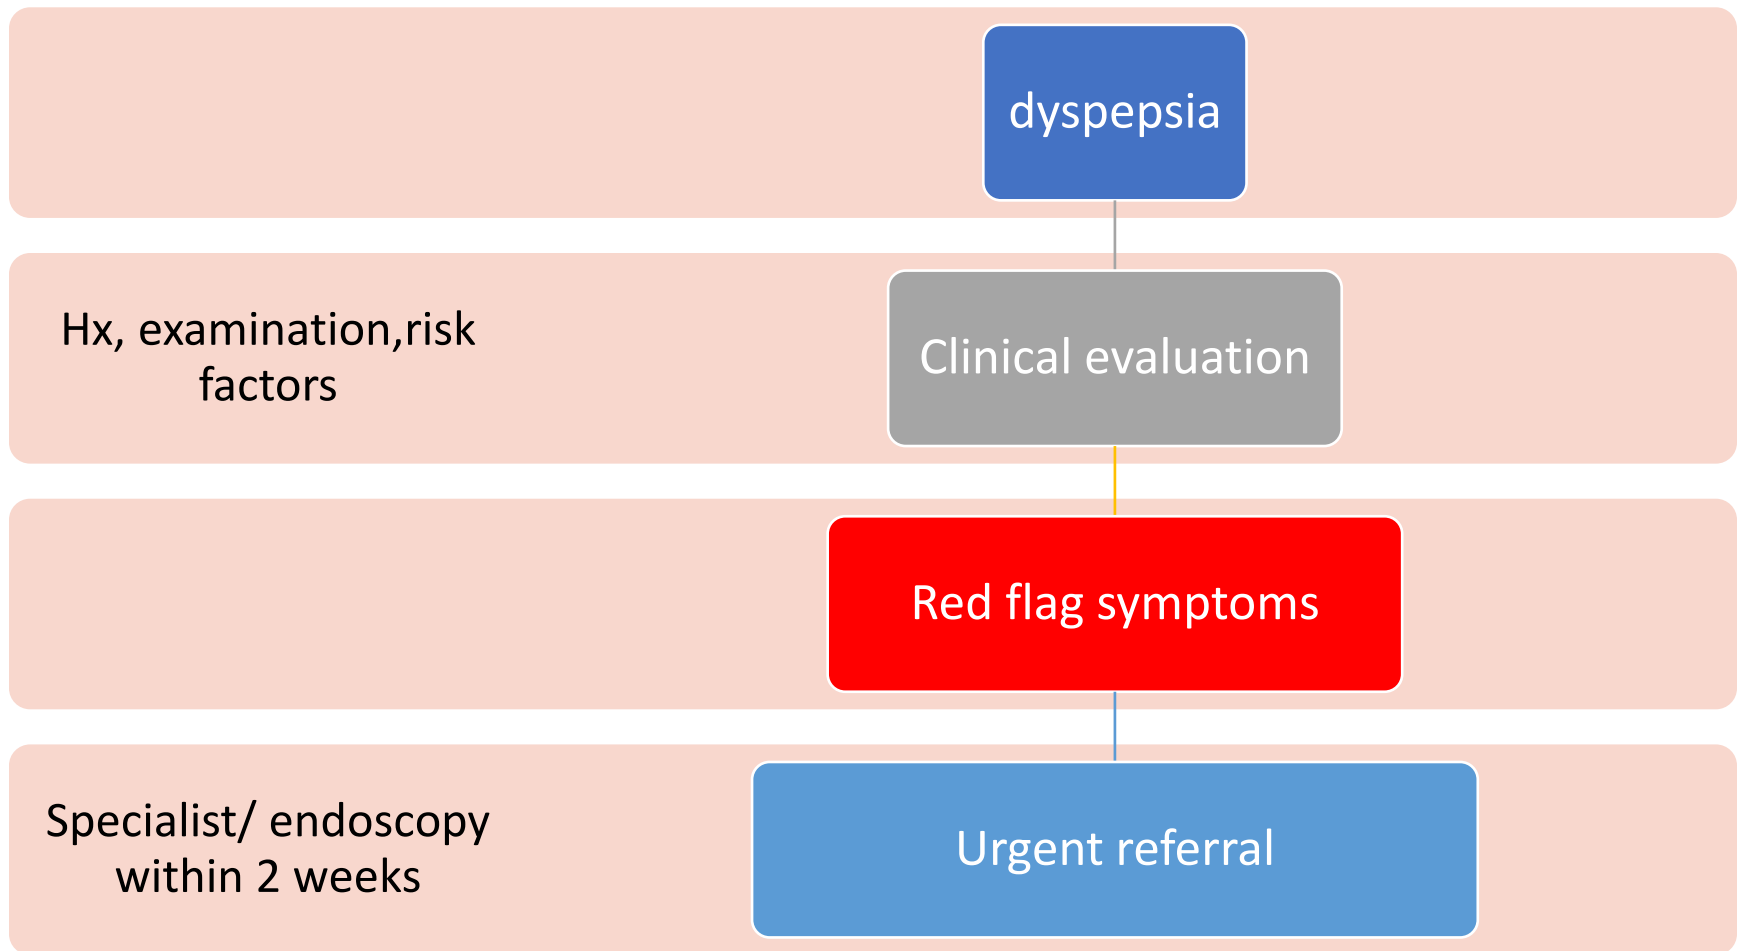 dyspepsia
Hx, examination,risk
factors
Clinical evaluation
Red flag symptoms
Specialist/ endoscopy
within 2 weeks
Urgent referral